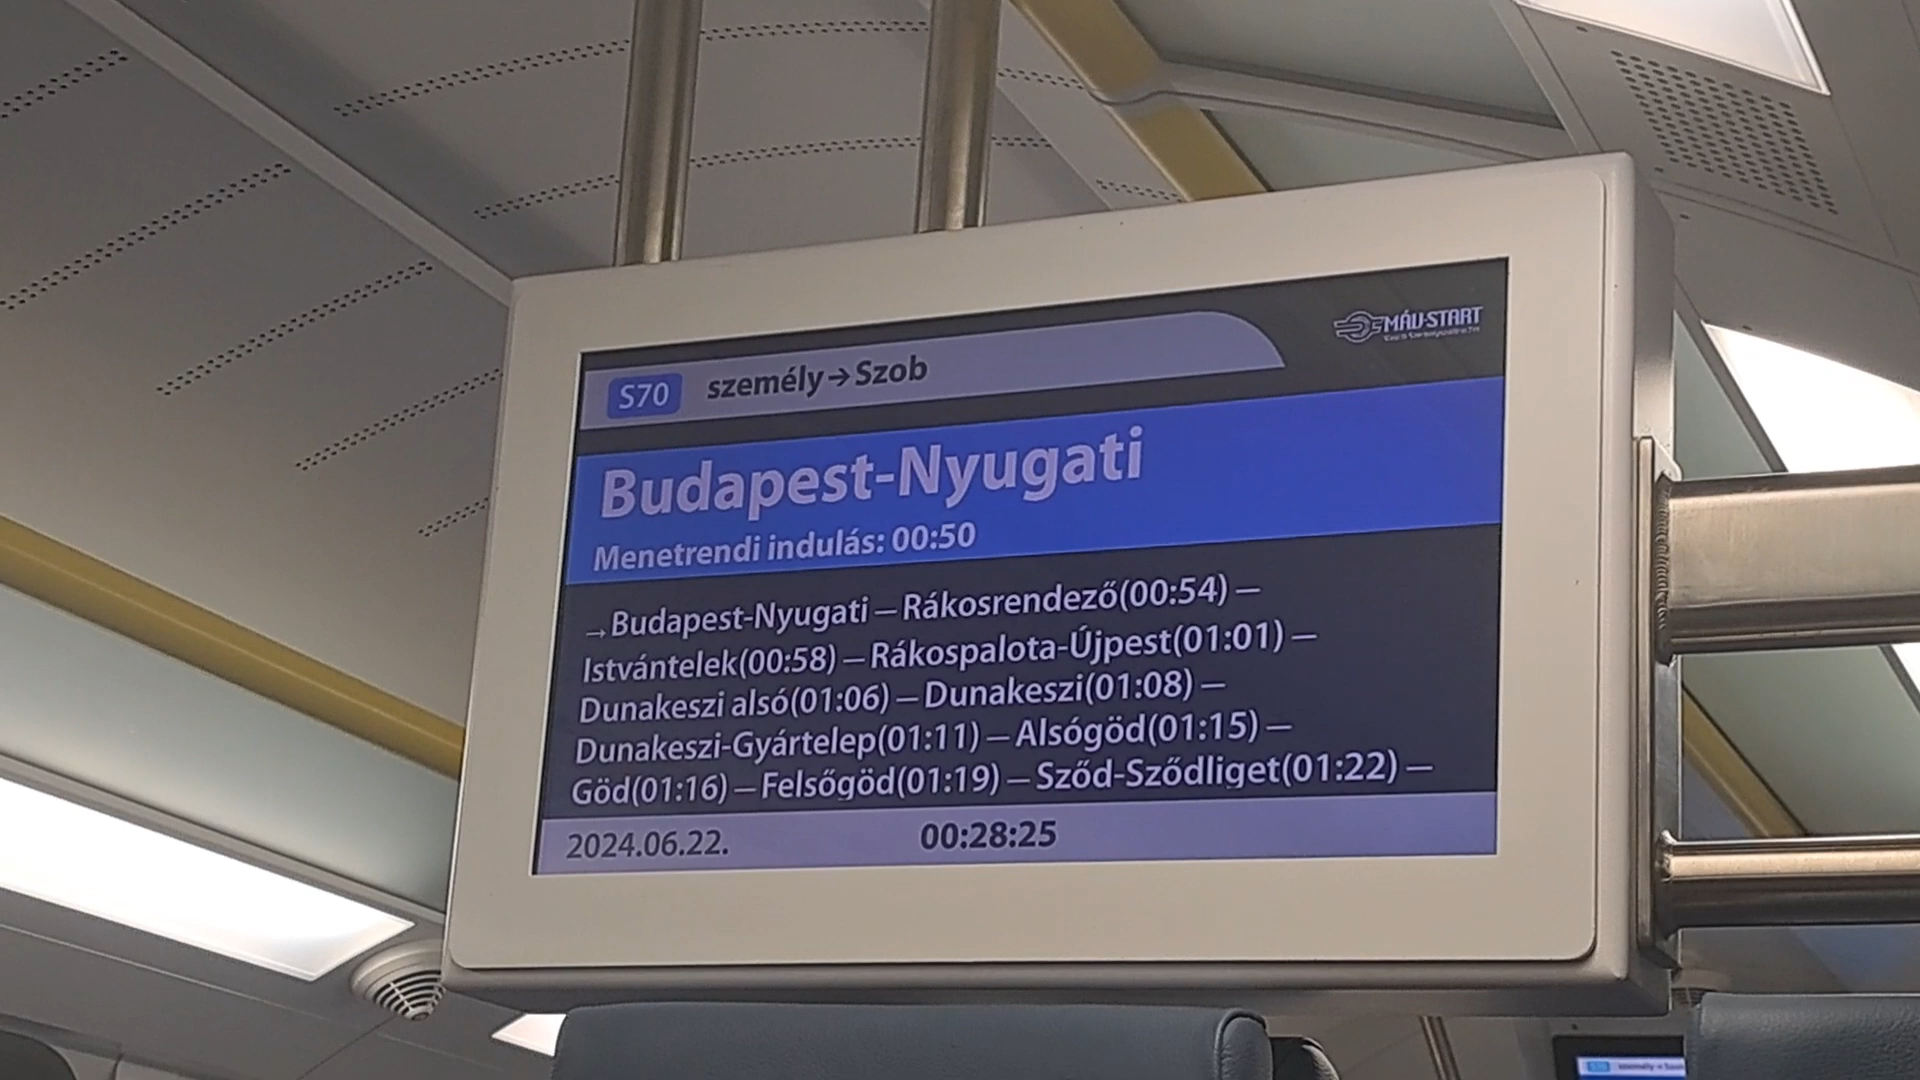 S70 személy→Szob
MÁV-START
Budapest-Nyugati
Menetrendi indulás: 00:50
→Budapest-Nyugati – Rákosrendező(00:54) –
Istvántelek(00:58) – Rákospalota-Újpest(01:01) –
Dunakeszi alsó(01:06) – Dunakeszi(01:08) –
Dunakeszi-Gyártelep(01:11) – Alsógöd(01:15) –
Göd(01:16) – Felsőgöd(01:19) – Sződ-Sződliget(01:22) –
2024.06.22. 00:28:25